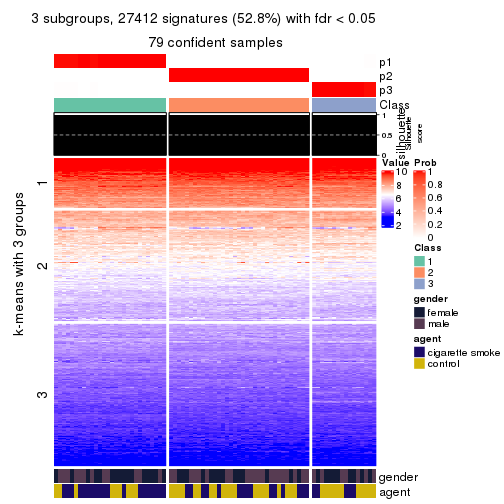 3 subgroups, 27412 signatures (52.8%) with fdr < 0.05
79 confident samples
p1
p2
p3
Class
1
0.5
0
silhouette
Silhouette
score
k-means with 3 groups
1
2
3
Value
10
8
6
4
2
Prob
1
0.8
0.6
0.4
0.2
0
Class
1
2
3
gender
female
male
agent
cigarette smoke
control
gender
agent